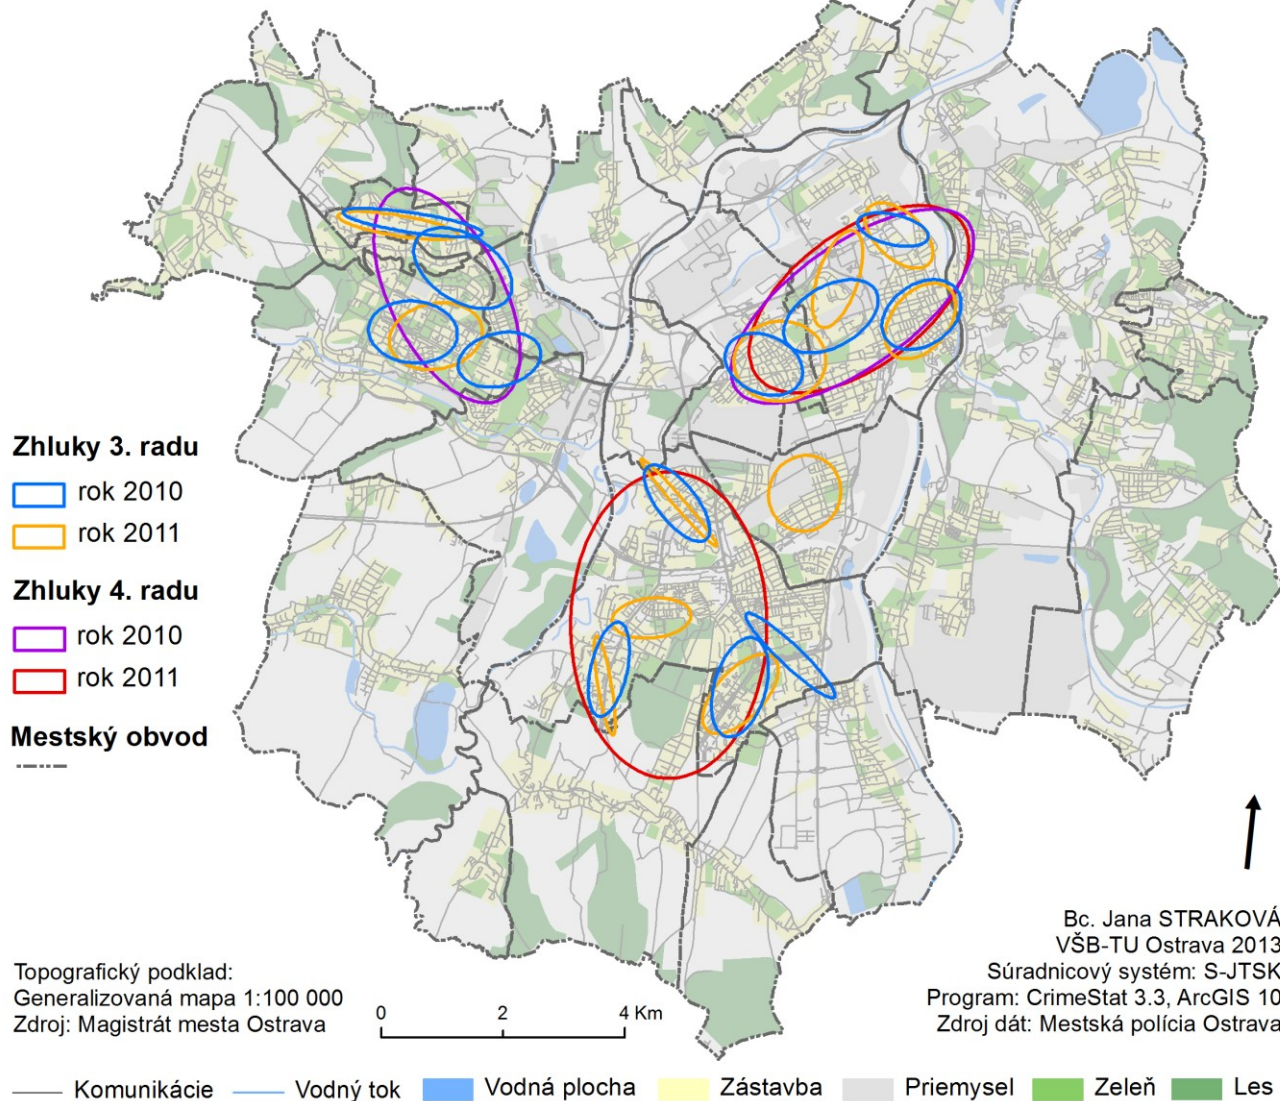 Zhluky 3. radu
rok 2010
rok 2011
Zhluky 4. radu
rok 2010
rok 2011
Mestský obvod
Topografický podklad:
Generalizovaná mapa 1:100 000
Zdroj: Magistrát mesta Ostrava
0 2 4 Km
Bc. Jana STRAKOVÁ
VŠB-TU Ostrava 2013
Súradnicový systém: S-JTSK
Program: CrimeStat 3.3, ArcGIS 10
Zdroj dát: Mestská polícia Ostrava
Komunikácie Vodný tok Vodná plocha Zástavba Priemysel Zeleň Les